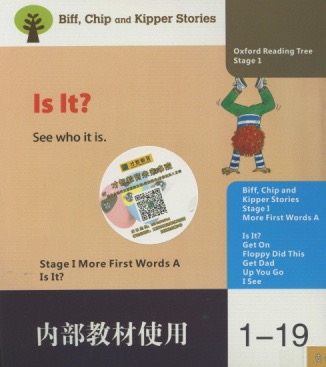 Biff, Chip and Kipper Stories
Oxford Reading Tree
Stage 1
Is It?
See who it is.
Biff, Chip and
Kipper Stories
Stage I
More First Words A
Is It?
Get On
Floppy Did This
Get Dad
Up You Go
I See
Stage I More First Words A
Is It?
内部教材使用
1-19